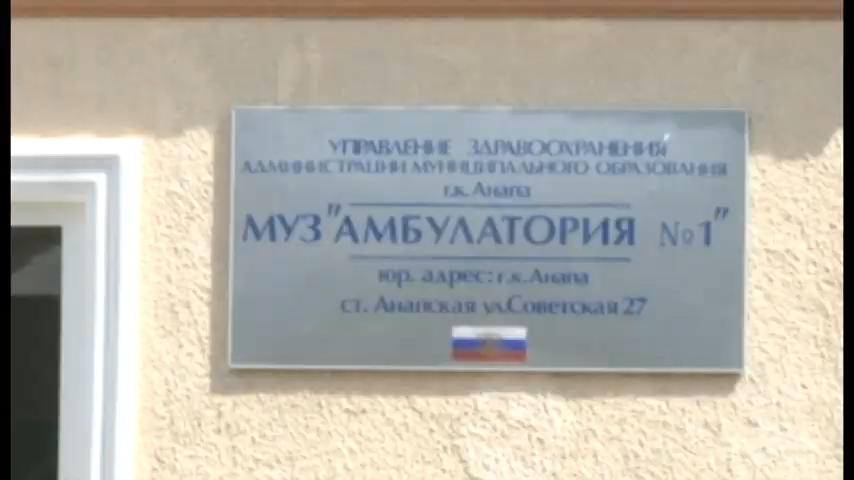 УПРАВЛЕНИЕ ЗДРАВООХРАНЕНИЯ
АДМИНИСТРАЦИИ МУНИЦИПАЛЬНОГО ОБРАЗОВАНИЯ
г.к. Анапа
МУЗ "АМБУЛАТОРИЯ №1"
юр. адрес: г.к. Анапа
ст. Анапская ул.Советская 27